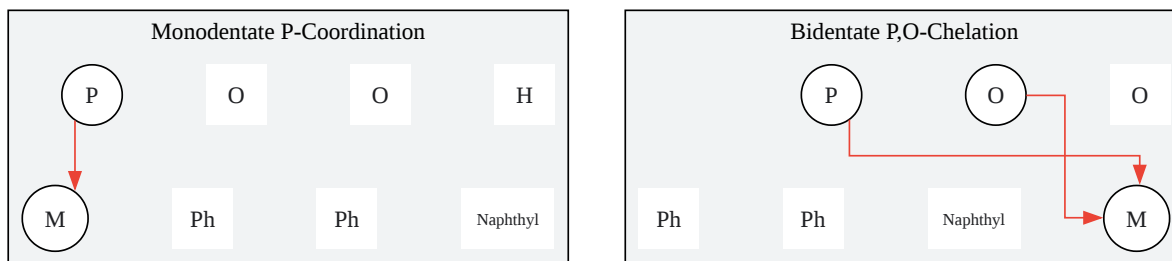 Monodentate P-Coordination
P O O H
M Ph Ph Naphthyl
Bidentate P,O-Chelation
P O O
Ph Ph Naphthyl M